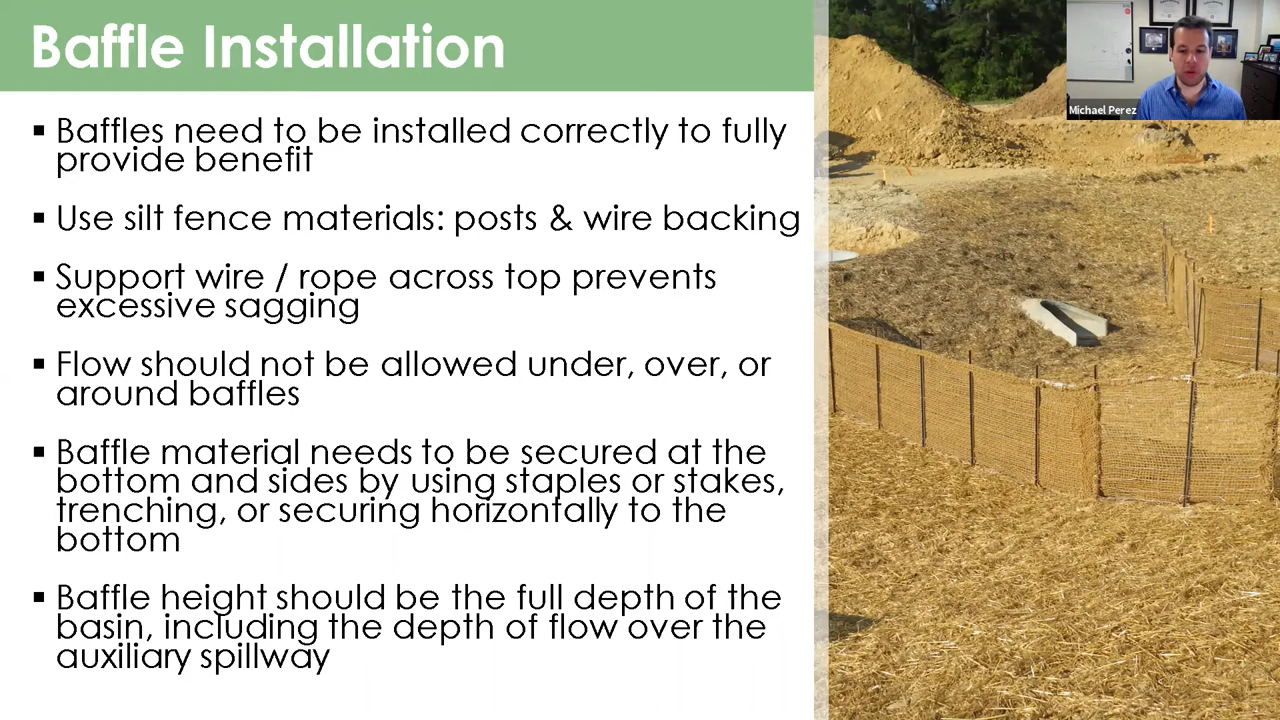 Baffle Installation
Michael Perez
▪ Baffles need to be installed correctly to fully
provide benefit
▪ Use silt fence materials: posts & wire backing
▪ Support wire / rope across top prevents
excessive sagging
▪ Flow should not be allowed under, over, or
around baffles
▪ Baffle material needs to be secured at the
bottom and sides by using staples or stakes,
trenching, or securing horizontally to the
bottom
▪ Baffle height should be the full depth of the
basin, including the depth of flow over the
auxiliary spillway